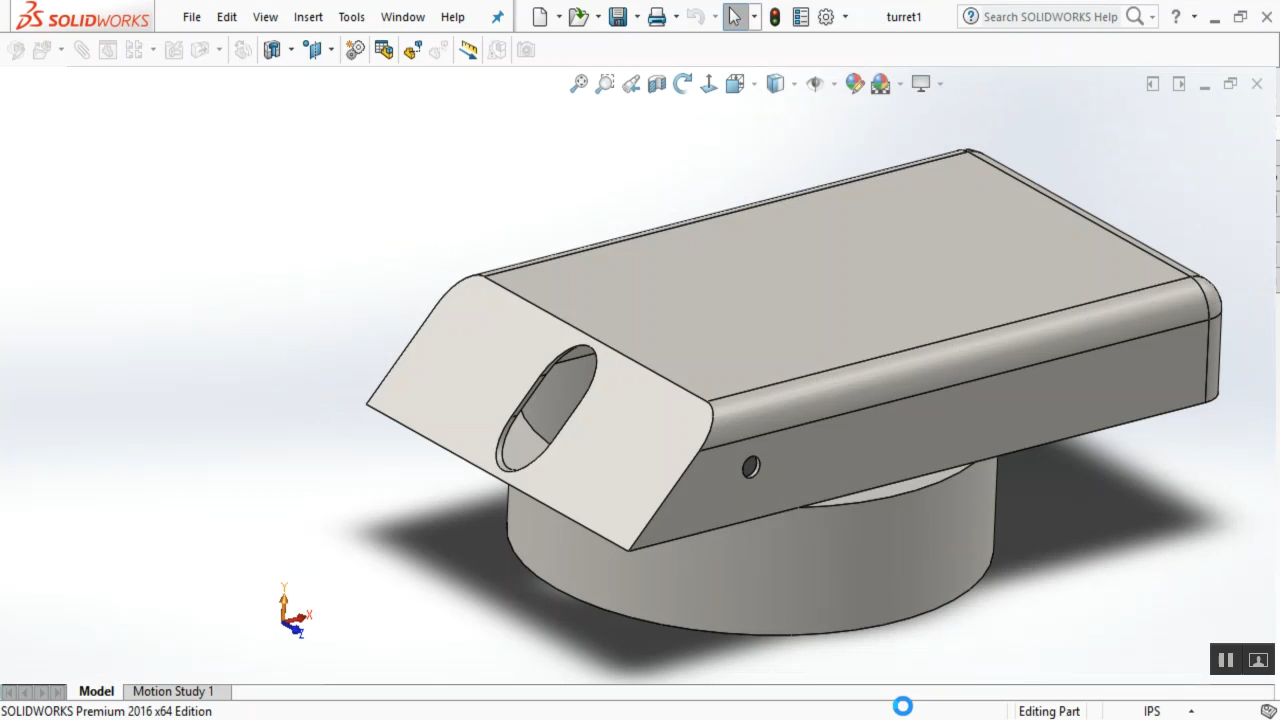 SOLIDWORKS File Edit View Insert Tools Window Help turret1 Search SOLIDWORKS Help ?
Y
X
Z
Model Motion Study 1
SOLIDWORKS Premium 2016 x64 Edition Editing Part IPS